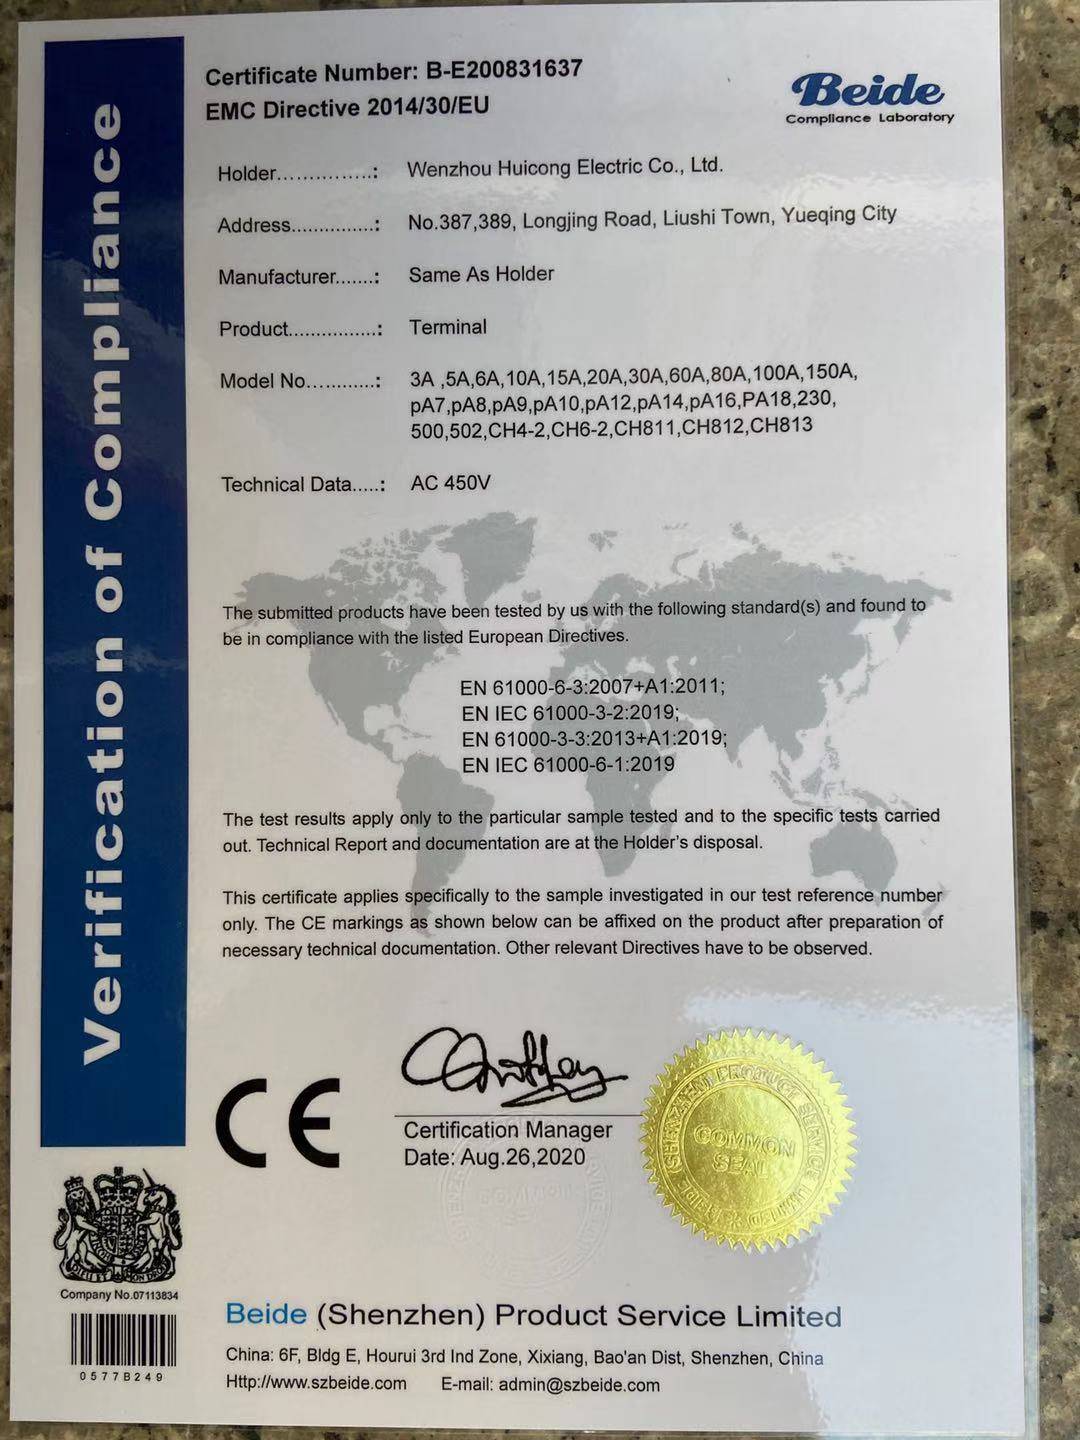 Verification of Compliance
Certificate Number: B-E200831637
EMC Directive 2014/30/EU
Beide
Compliance Laboratory
Holder...............: Wenzhou Huicong Electric Co., Ltd.
Address.............: No.387,389, Longjing Road, Liushi Town, Yueqing City
Manufacturer......: Same As Holder
Product...............: Terminal
Model No...........: 3A ,5A,6A,10A,15A,20A,30A,60A,80A,100A,150A,
pA7,pA8,pA9,pA10,pA12,pA14,pA16,PA18,230,
500,502,CH4-2,CH6-2,CH811,CH812,CH813
Technical Data.....: AC 450V
The submitted products have been tested by us with the following standard(s) and found to
be in compliance with the listed European Directives.
EN 61000-6-3:2007+A1:2011;
EN IEC 61000-3-2:2019;
EN 61000-3-3:2013+A1:2019;
EN IEC 61000-6-1:2019
The test results apply only to the particular sample tested and to the specific tests carried
out. Technical Report and documentation are at the Holder's disposal.
This certificate applies specifically to the sample investigated in our test reference number
only. The CE markings as shown below can be affixed on the product after preparation of
necessary technical documentation. Other relevant Directives have to be observed.
CE
Certification Manager
Date: Aug.26,2020
SHENZHEN PRODUCT SERVICE LIMITED
COMMON
SEAL
Company No.07113834
0577B249
Beide (Shenzhen) Product Service Limited
China: 6F, Bldg E, Hourui 3rd Ind Zone, Xixiang, Bao'an Dist, Shenzhen, China
Http://www.szbeide.com E-mail: admin@szbeide.com